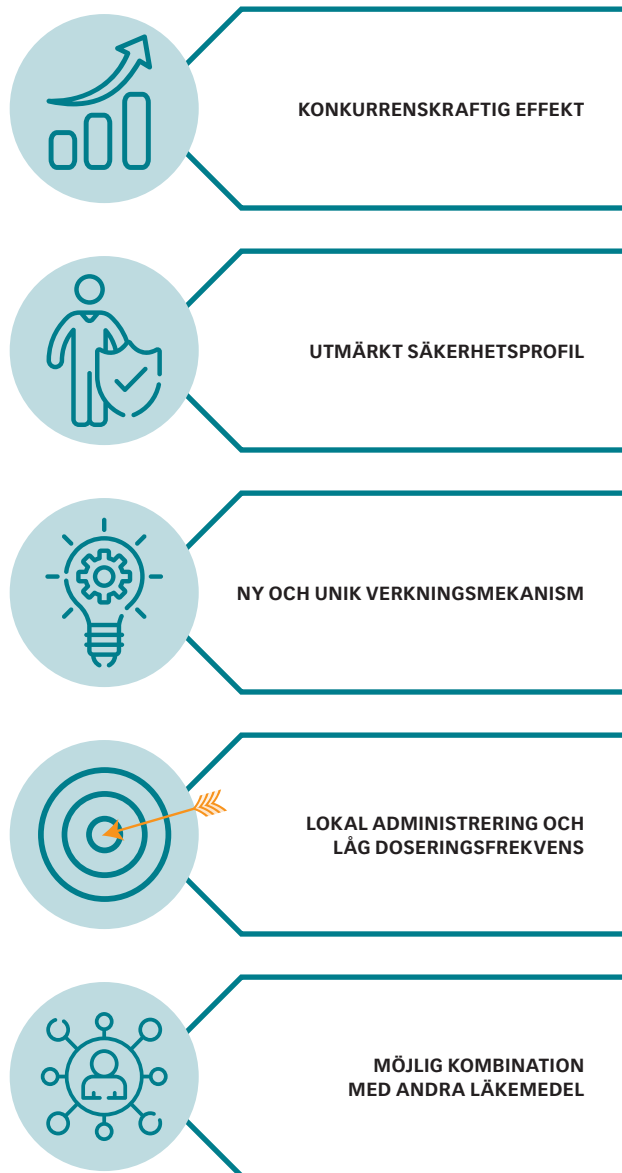 KONKURRENSKRAFTIG EFFEKT
UTMÄRKT SÄKERHETSPROFIL
NY OCH UNIK VERKNINGSMEKANISM
LOKAL ADMINISTRERING OCH
LÅG DOSERINGSFREKVENS
MÖJLIG KOMBINATION
MED ANDRA LÄKEMEDEL